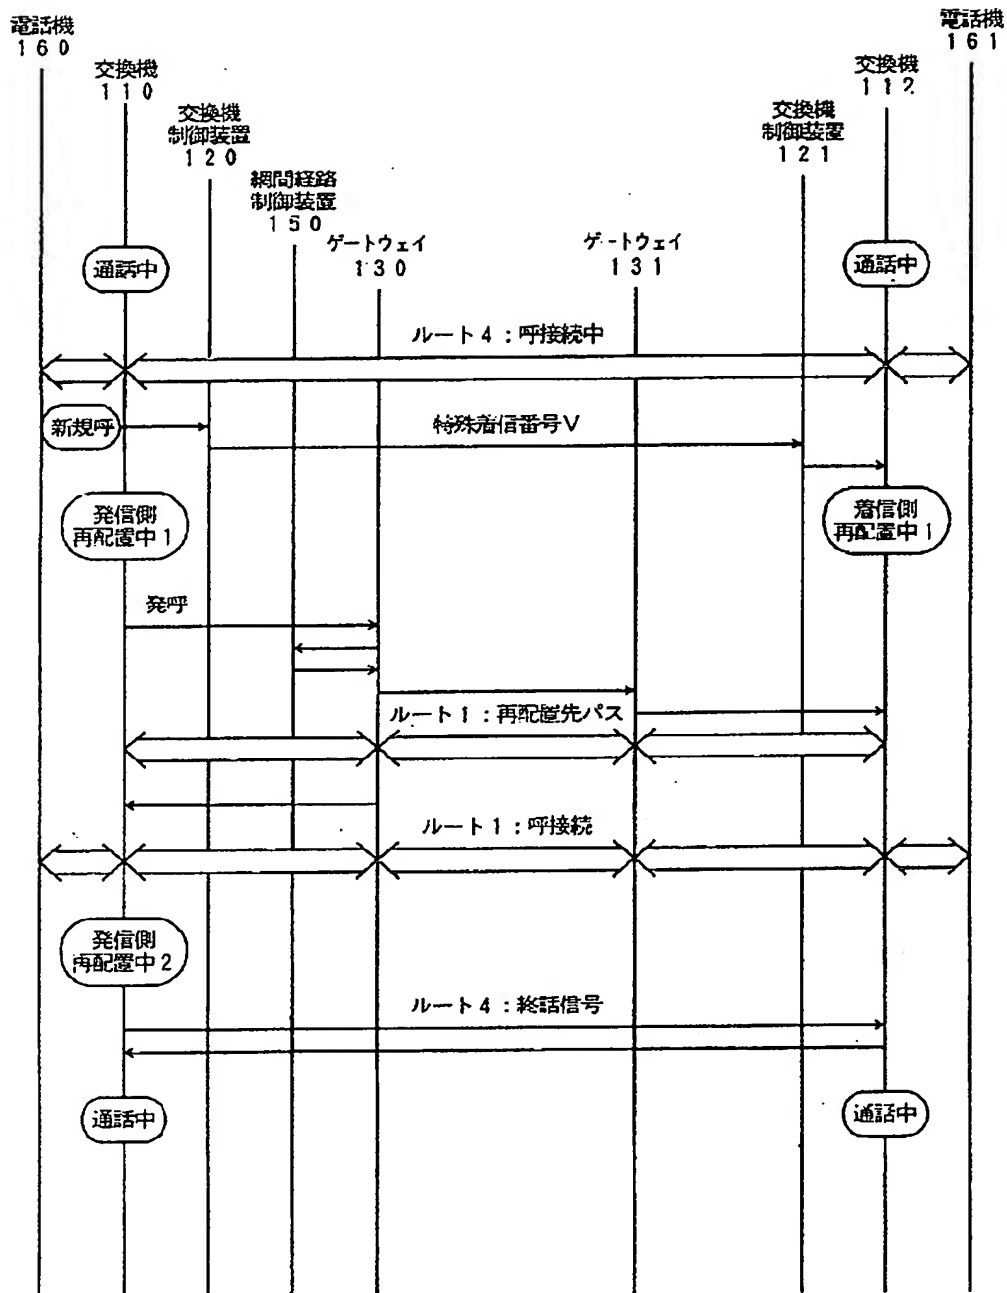 電話機
160
交換機
110
交換機
制御装置
120
網間経路
制御装置
150
ゲートウェイ
130
ゲートウェイ
131
交換機
制御装置
121
交換機
112
電話機
161
通話中
通話中
ルート4:呼接続中
新規呼
特殊着信番号V
発信側
再配置中1
着信側
再配置中1
発呼
ルート1:再配置先パス
ルート1:呼接続
発信側
再配置中2
ルート4:終話信号
通話中
通話中